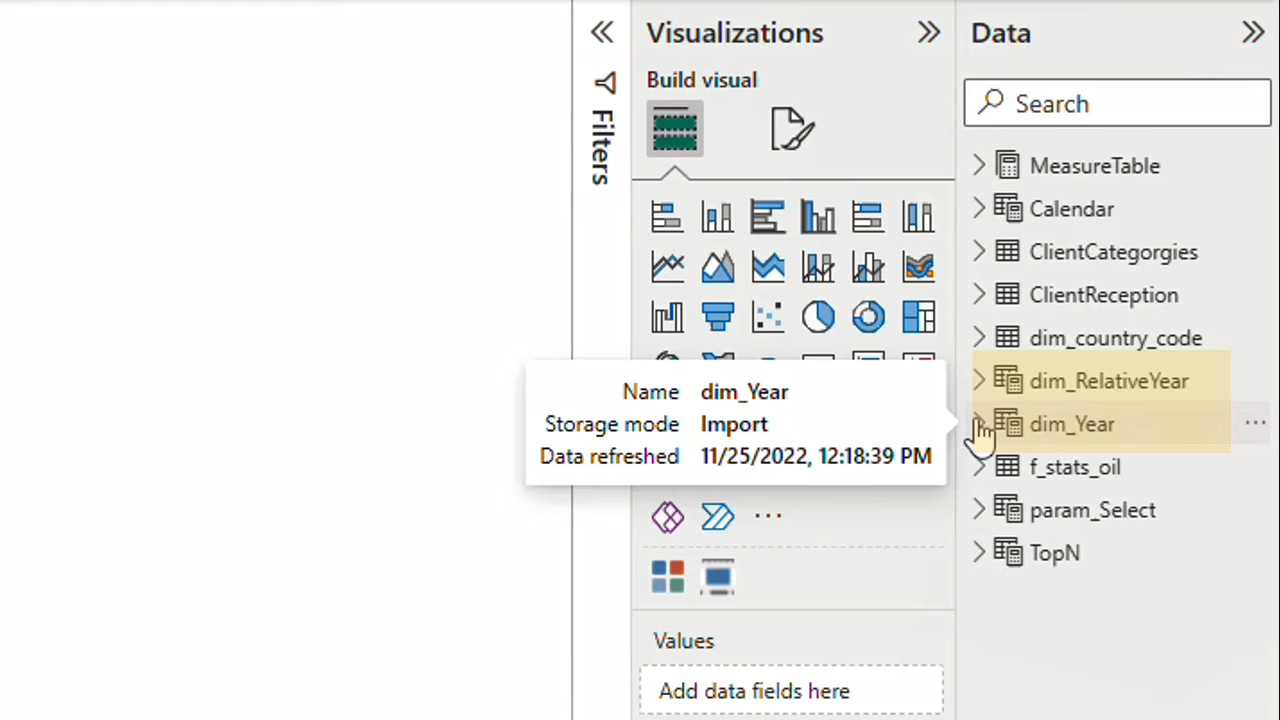 Filters
Visualizations
Build visual
Name dim_Year
Storage mode Import
Data refreshed 11/25/2022, 12:18:39 PM
Values
Add data fields here
Data
Search
MeasureTable
Calendar
ClientCategorgies
ClientReception
dim_country_code
dim_RelativeYear
dim_Year
f_stats_oil
param_Select
TopN